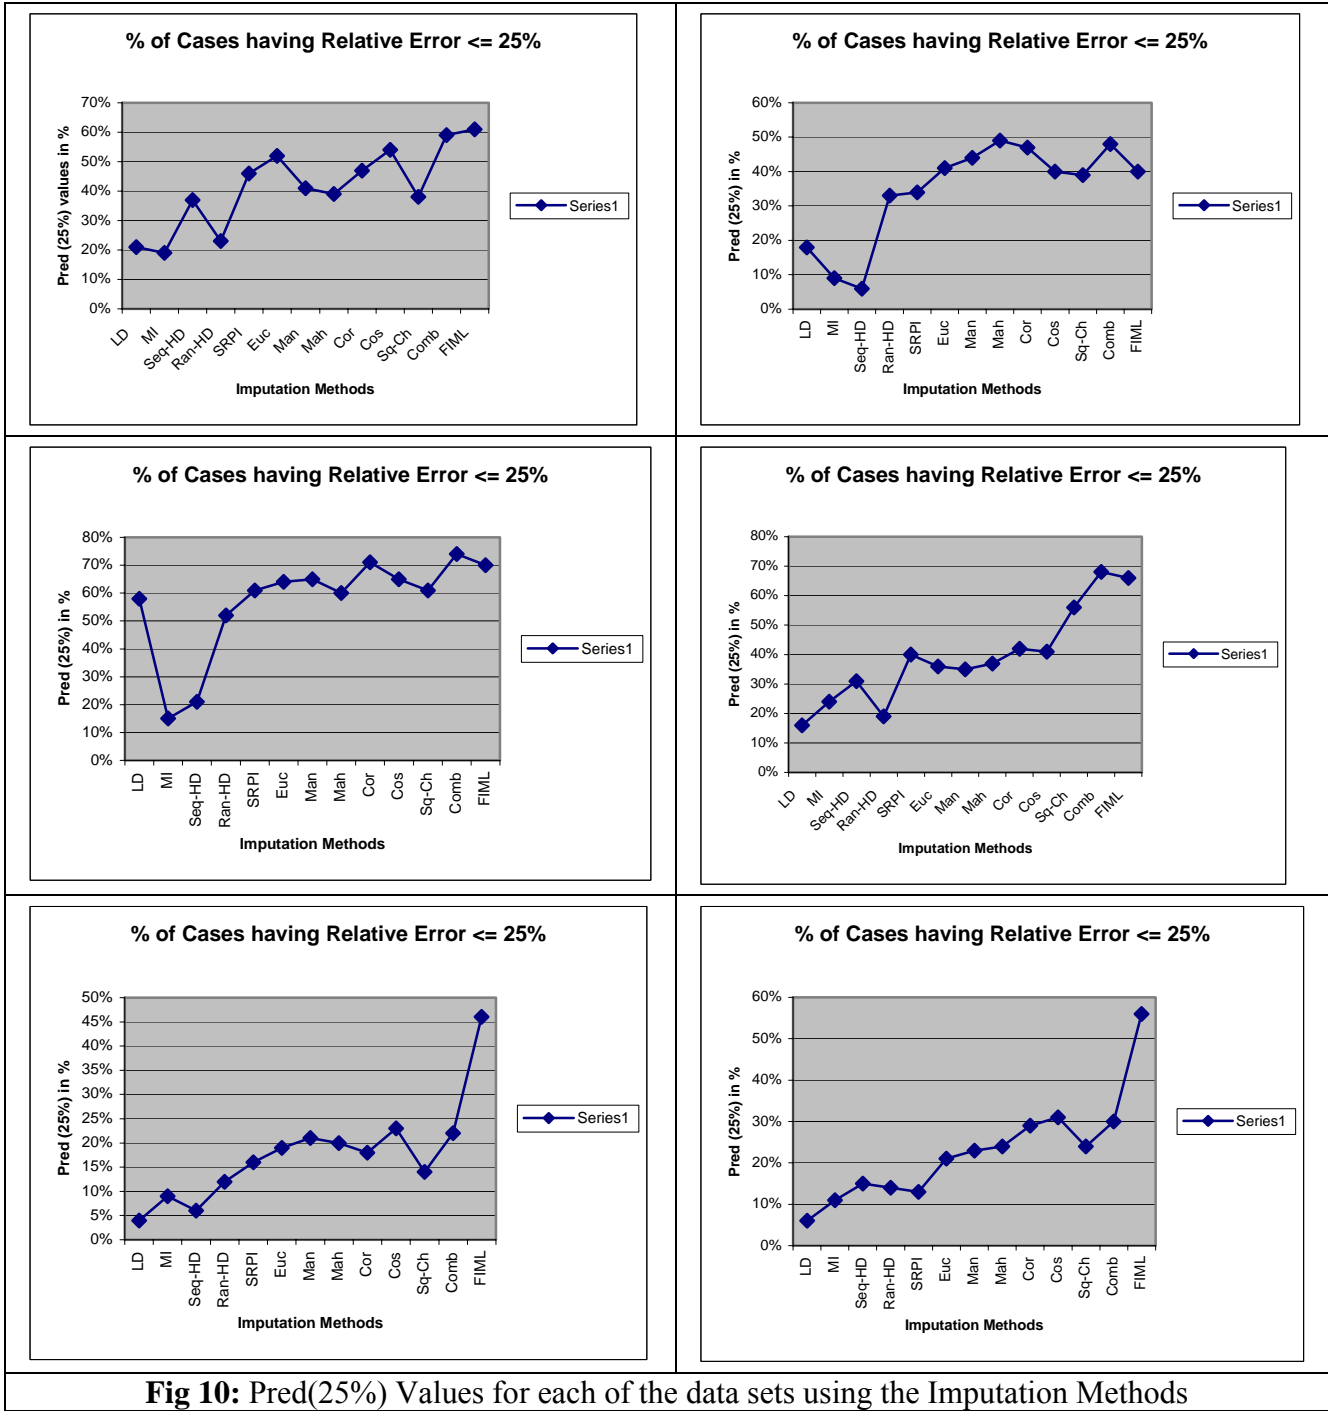 % of Cases having Relative Error <= 25%
70%
60%
50%
40%
30%
20%
10%
0%
Pred (25%) values in %
LD MI Seq-HD Ran-HD SRPI Euc Man Mah Cor Cos Sq-Ch Comb FIML
Imputation Methods
Series1
% of Cases having Relative Error <= 25%
60%
50%
40%
30%
20%
10%
0%
Pred (25%) in %
LD MI Seq-HD Ran-HD SRPI Euc Man Mah Cor Cos Sq-Ch Comb FIML
Imputation Methods
Series1
% of Cases having Relative Error <= 25%
80%
70%
60%
50%
40%
30%
20%
10%
0%
Pred (25%) in %
LD MI Seq-HD Ran-HD SRPI Euc Man Mah Cor Cos Sq-Ch Comb FIML
Imputation Methods
Series1
% of Cases having Relative Error <= 25%
80%
70%
60%
50%
40%
30%
20%
10%
0%
Pred (25%) in %
LD MI Seq-HD Ran-HD SRPI Euc Man Mah Cor Cos Sq-Ch Comb FIML
Imputation Methods
Series1
% of Cases having Relative Error <= 25%
50%
45%
40%
35%
30%
25%
20%
15%
10%
5%
0%
Pred (25%) in %
LD MI Seq-HD Ran-HD SRPI Euc Man Mah Cor Cos Sq-Ch Comb FIML
Imputation Methods
Series1
% of Cases having Relative Error <= 25%
60%
50%
40%
30%
20%
10%
0%
Pred (25%) in %
LD MI Seq-HD Ran-HD SRPI Euc Man Mah Cor Cos Sq-Ch Comb FIML
Imputation Methods
Series1
Fig 10: Pred(25%) Values for each of the data sets using the Imputation Methods